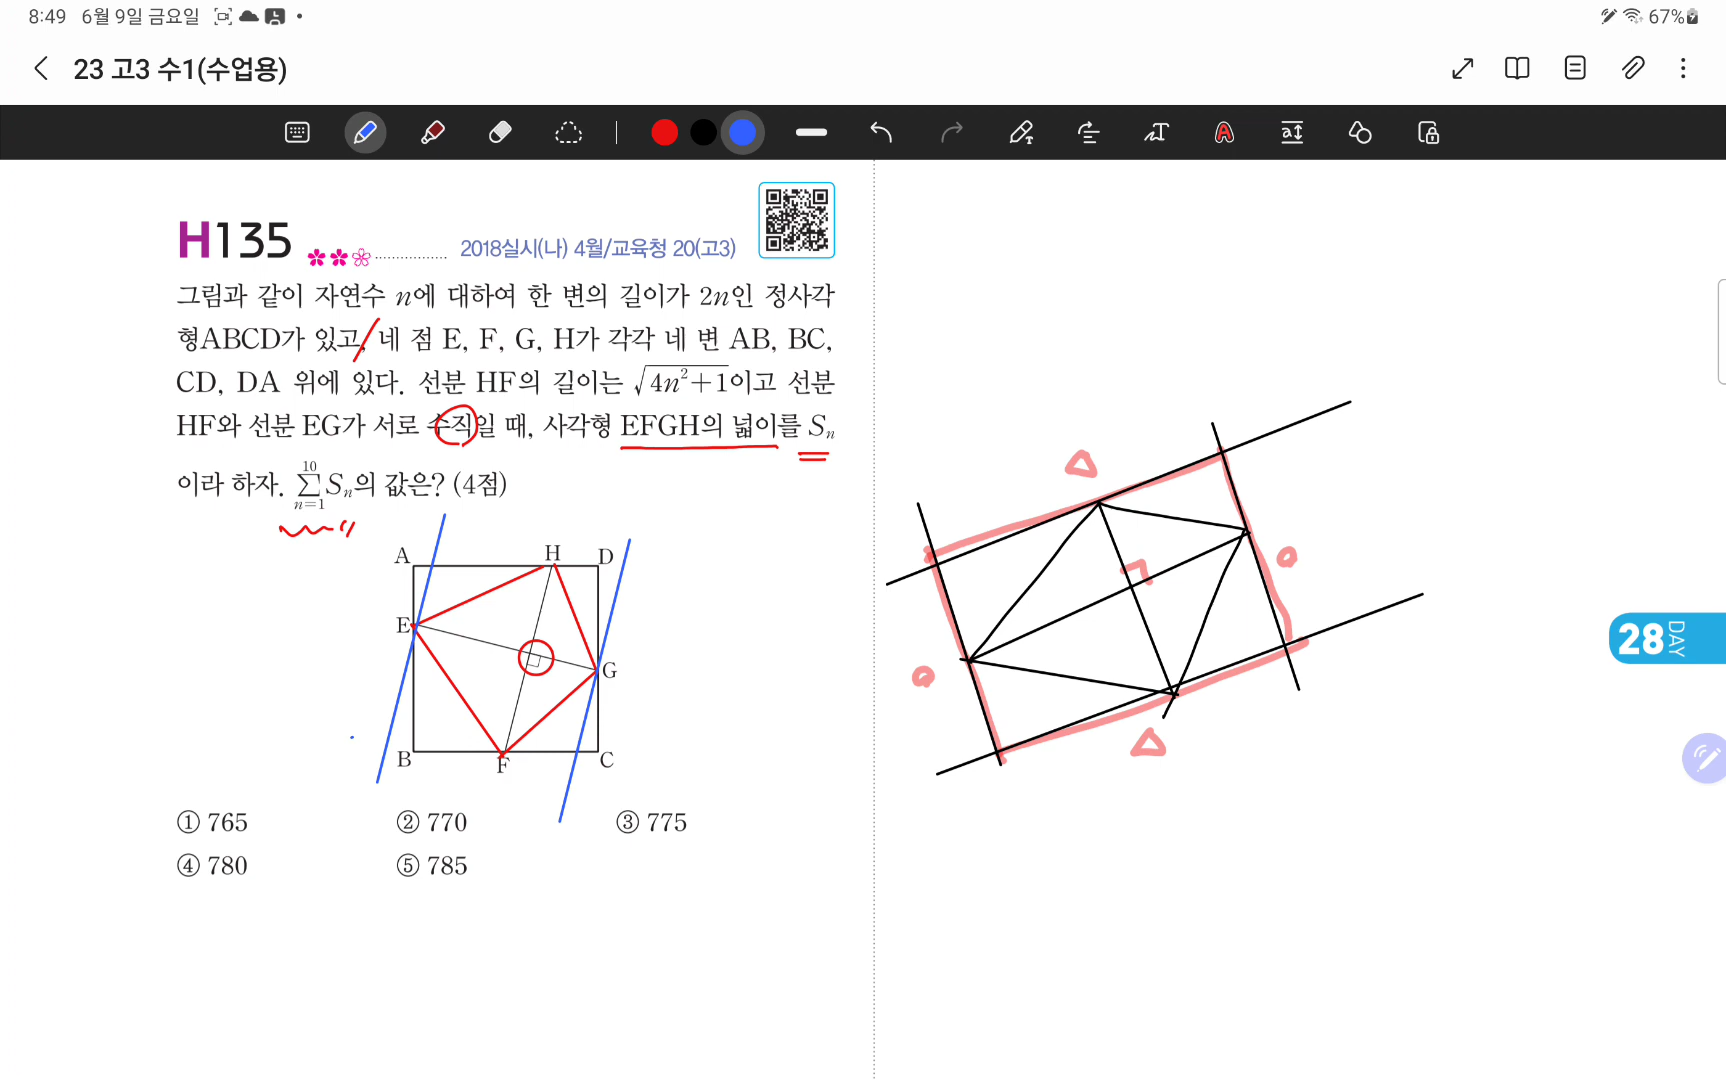 8:49 6월 9일 금요일 67%
23 고3 수1(수업용)
H135 2018실시(나) 4월/교육청 20(고3)
그림과 같이 자연수 n에 대하여 한 변의 길이가 2n인 정사각
형ABCD가 있고, 네 점 E, F, G, H가 각각 네 변 AB, BC,
CD, DA 위에 있다. 선분 HF의 길이는 √(4n²+1)이고 선분
HF와 선분 EG가 서로 수직일 때, 사각형 EFGH의 넓이를 Sₙ
이라 하자. ∑_{n=1}^{10} Sₙ의 값은? (4점)
A H D
E
G
B F C
① 765 ② 770 ③ 775
④ 780 ⑤ 785
28 DAY